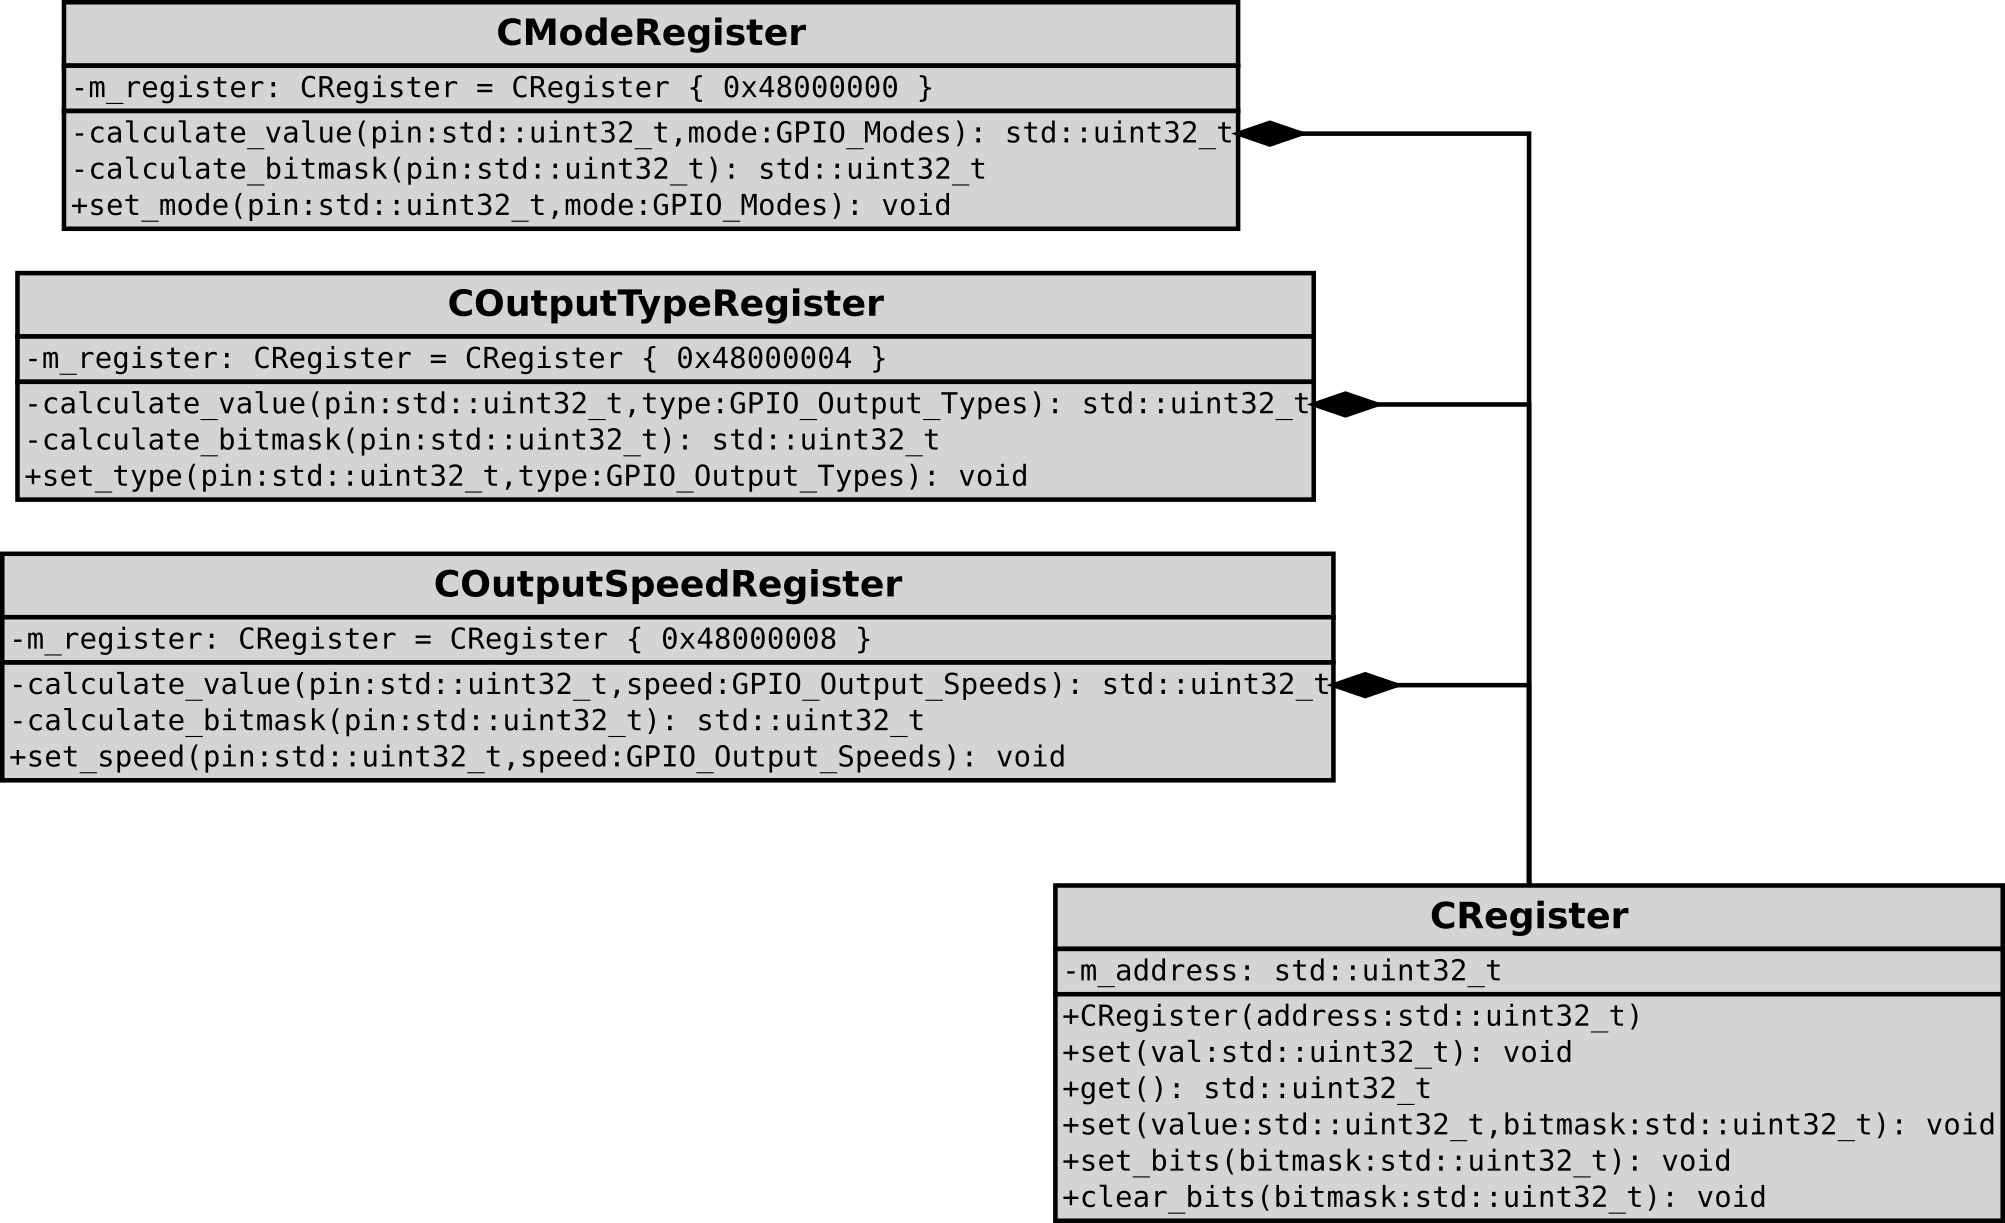 CModeRegister
-m_register: CRegister = CRegister { 0x48000000 }
-calculate_value(pin:std::uint32_t,mode:GPIO_Modes): std::uint32_t
-calculate_bitmask(pin:std::uint32_t): std::uint32_t
+set_mode(pin:std::uint32_t,mode:GPIO_Modes): void
COutputTypeRegister
-m_register: CRegister = CRegister { 0x48000004 }
-calculate_value(pin:std::uint32_t,type:GPIO_Output_Types): std::uint32_t
-calculate_bitmask(pin:std::uint32_t): std::uint32_t
+set_type(pin:std::uint32_t,type:GPIO_Output_Types): void
COutputSpeedRegister
-m_register: CRegister = CRegister { 0x48000008 }
-calculate_value(pin:std::uint32_t,speed:GPIO_Output_Speeds): std::uint32_t
-calculate_bitmask(pin:std::uint32_t): std::uint32_t
+set_speed(pin:std::uint32_t,speed:GPIO_Output_Speeds): void
CRegister
-m_address: std::uint32_t
+CRegister(address:std::uint32_t)
+set(val:std::uint32_t): void
+get(): std::uint32_t
+set(value:std::uint32_t,bitmask:std::uint32_t): void
+set_bits(bitmask:std::uint32_t): void
+clear_bits(bitmask:std::uint32_t): void